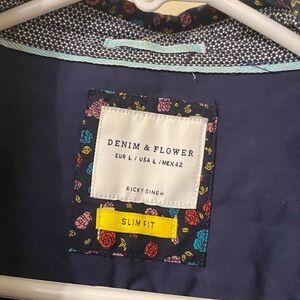 DENIM & FLOWER
EUR L / USA L / MEX 42
RICKY SINGH
SLIM FIT